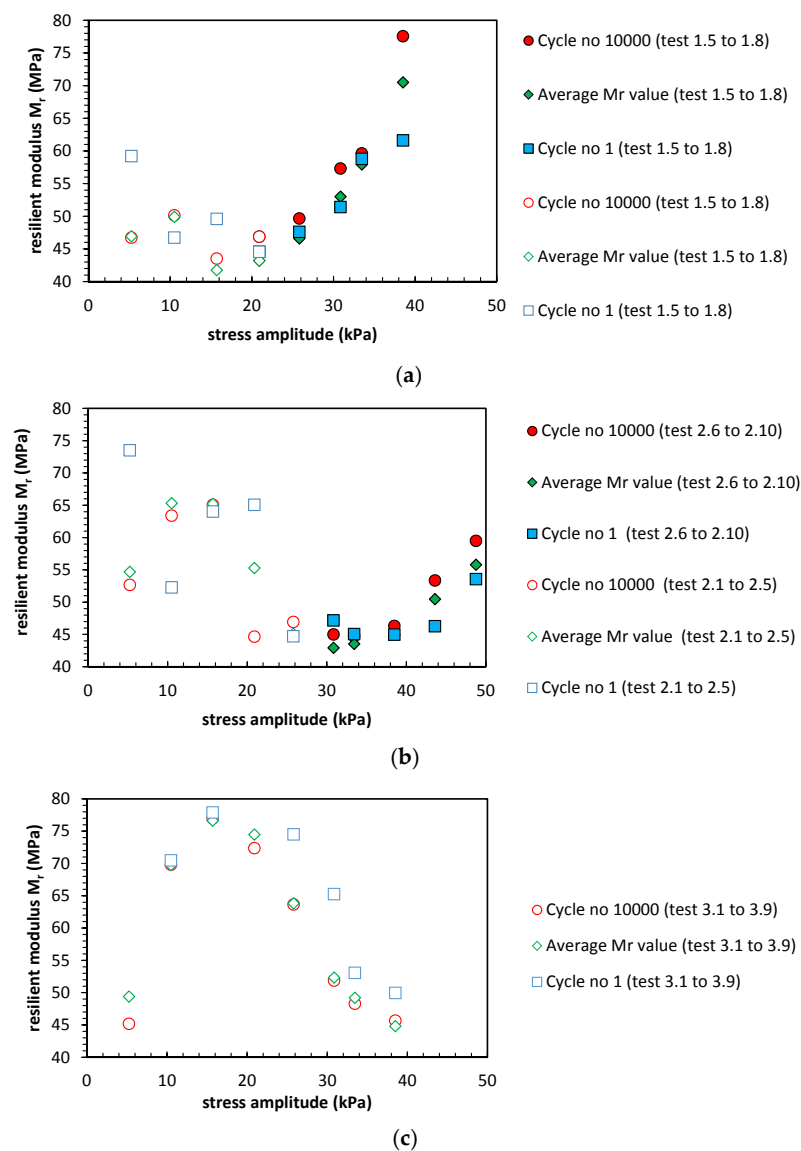 80
75
70
65
60
55
50
45
40
resilient modulus Mr (MPa)
0 10 20 30 40 50
stress amplitude (kPa)
Cycle no 10000 (test 1.5 to 1.8)
Average Mr value (test 1.5 to 1.8)
Cycle no 1 (test 1.5 to 1.8)
Cycle no 10000 (test 1.5 to 1.8)
Average Mr value (test 1.5 to 1.8)
Cycle no 1 (test 1.5 to 1.8)
(a)
80
75
70
65
60
55
50
45
40
resilient modulus Mr (MPa)
0 10 20 30 40 50
stress amplitude (kPa)
Cycle no 10000 (test 2.6 to 2.10)
Average Mr value (test 2.6 to 2.10)
Cycle no 1 (test 2.6 to 2.10)
Cycle no 10000 (test 2.1 to 2.5)
Average Mr value (test 2.1 to 2.5)
Cycle no 1 (test 2.1 to 2.5)
(b)
80
75
70
65
60
55
50
45
40
resilient modulus Mr (MPa)
0 10 20 30 40 50
stress amplitude (kPa)
Cycle no 10000 (test 3.1 to 3.9)
Average Mr value (test 3.1 to 3.9)
Cycle no 1 (test 3.1 to 3.9)
(c)